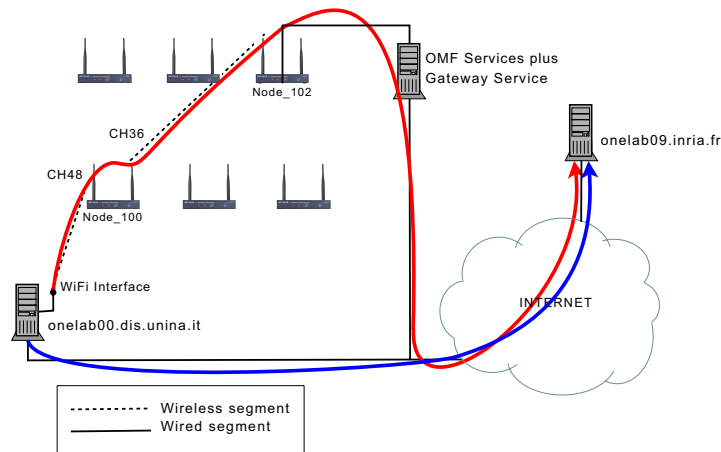 OMF Services plus
Gateway Service
Node_102
CH36
onelab09.inria.fr
CH48
Node_100
WiFi Interface
INTERNET
onelab00.dis.unina.it
Wireless segment
Wired segment